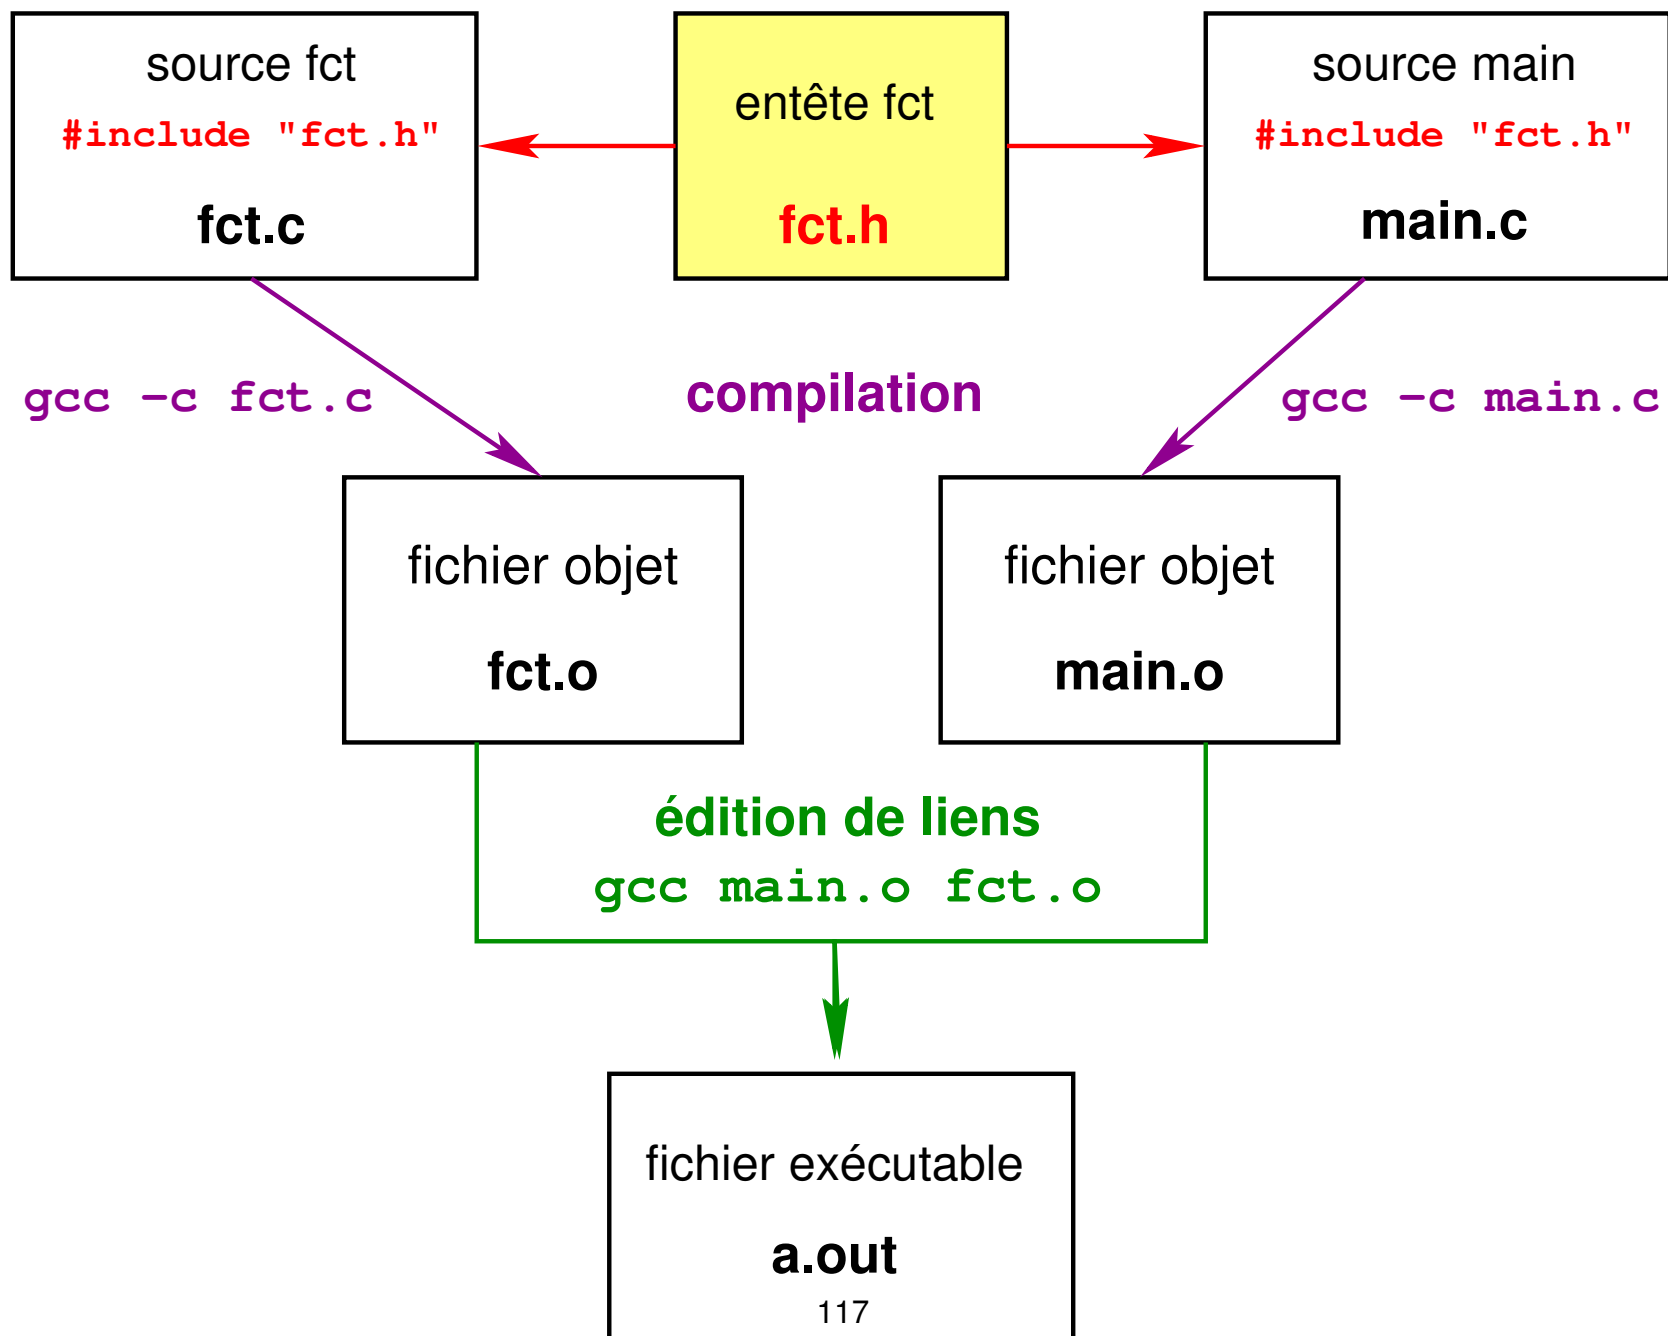 source fct
#include "fct.h"
fct.c
entête fct
fct.h
source main
#include "fct.h"
main.c
gcc −c fct.c
compilation
gcc −c main.c
fichier objet
fct.o
fichier objet
main.o
édition de liens
gcc main.o fct.o
fichier exécutable
a.out
117